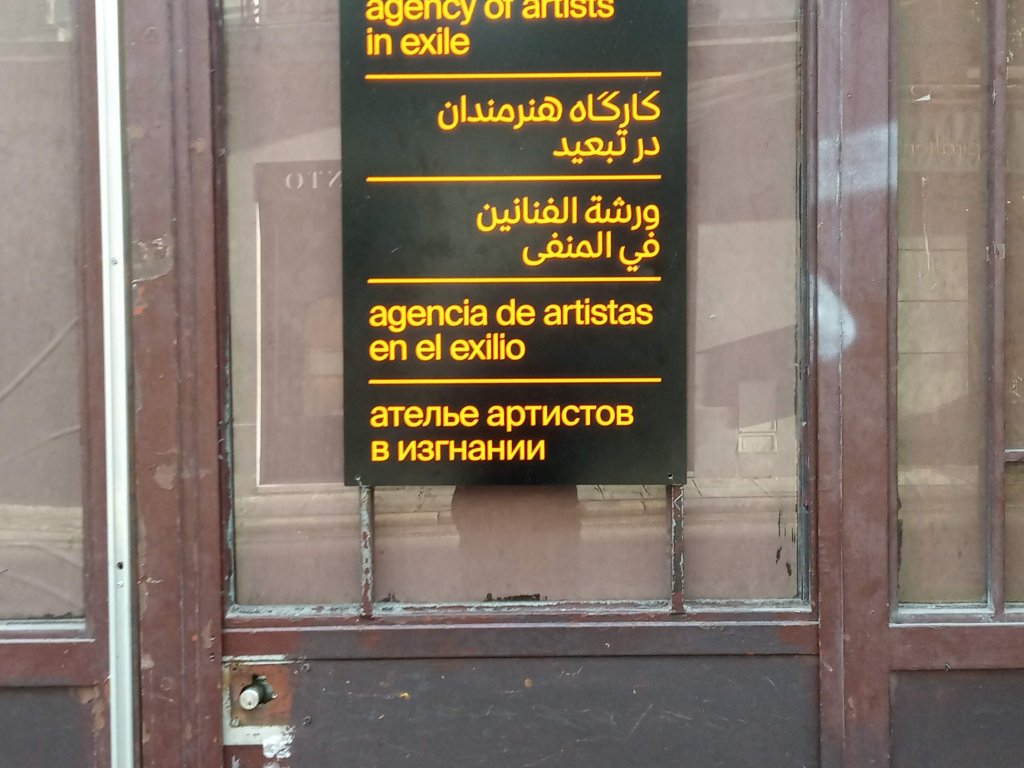 agency of artists
in exile
کارگاه هنرمندان
در تبعید
ورشة الفنانين
في المنفى
agencia de artistas
en el exilio
ателье артистов
в изгнании